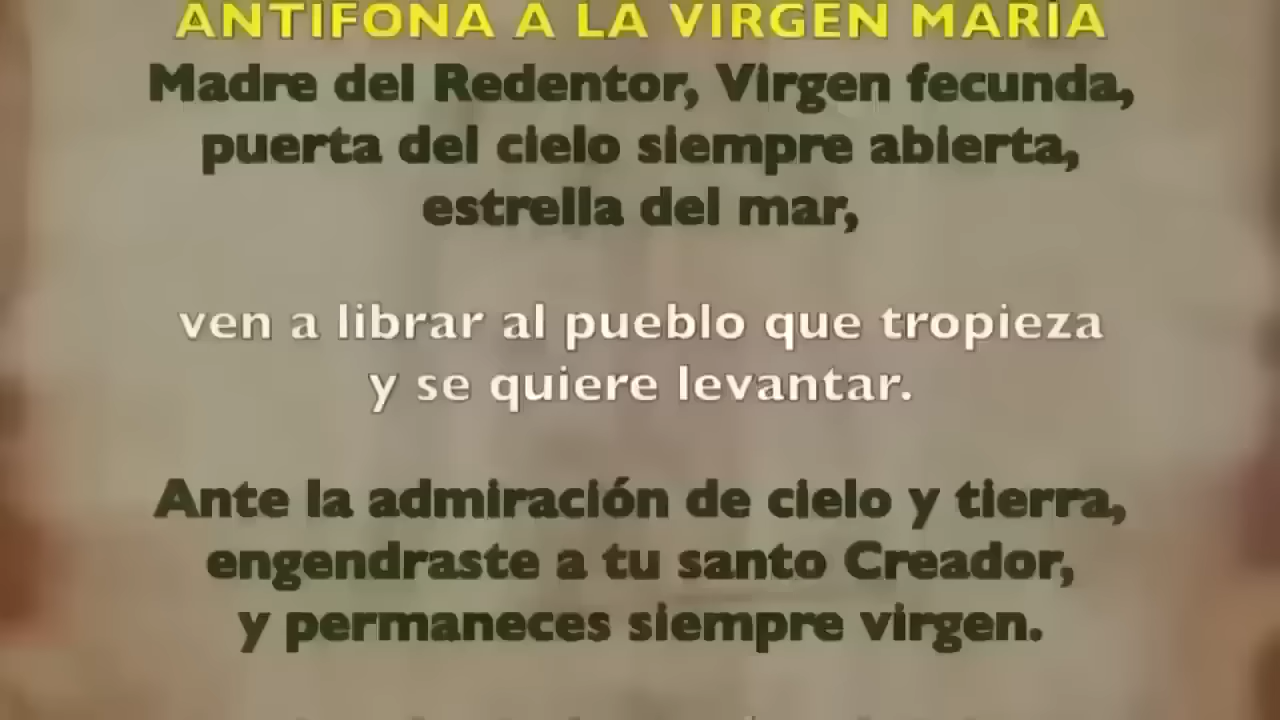 ANTIFONA A LA VIRGEN MARÍA
Madre del Redentor, Virgen fecunda,
puerta del cielo siempre abierta,
estrella del mar,
ven a librar al pueblo que tropieza
y se quiere levantar.
Ante la admiración de cielo y tierra,
engendraste a tu santo Creador,
y permaneces siempre virgen.